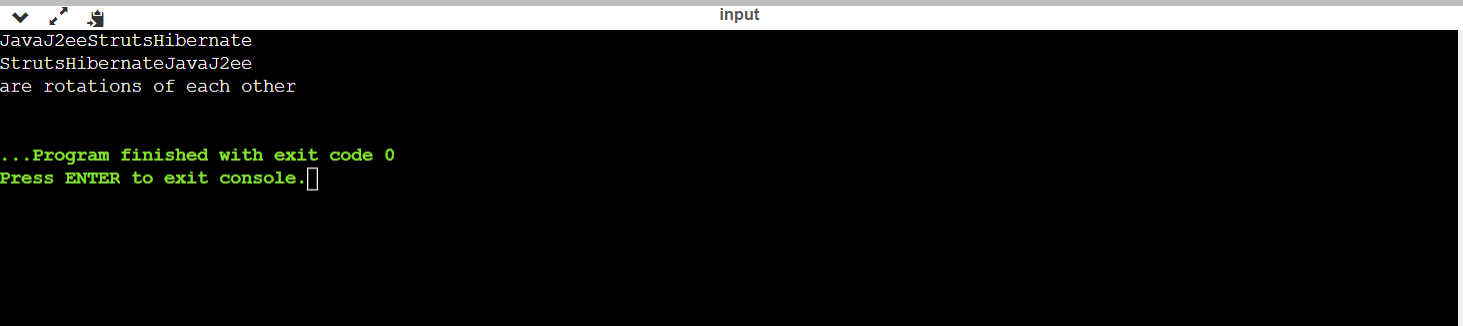 input
JavaJ2eeStrutsHibernate
StrutsHibernateJavaJ2ee
are rotations of each other
...Program finished with exit code 0
Press ENTER to exit console.